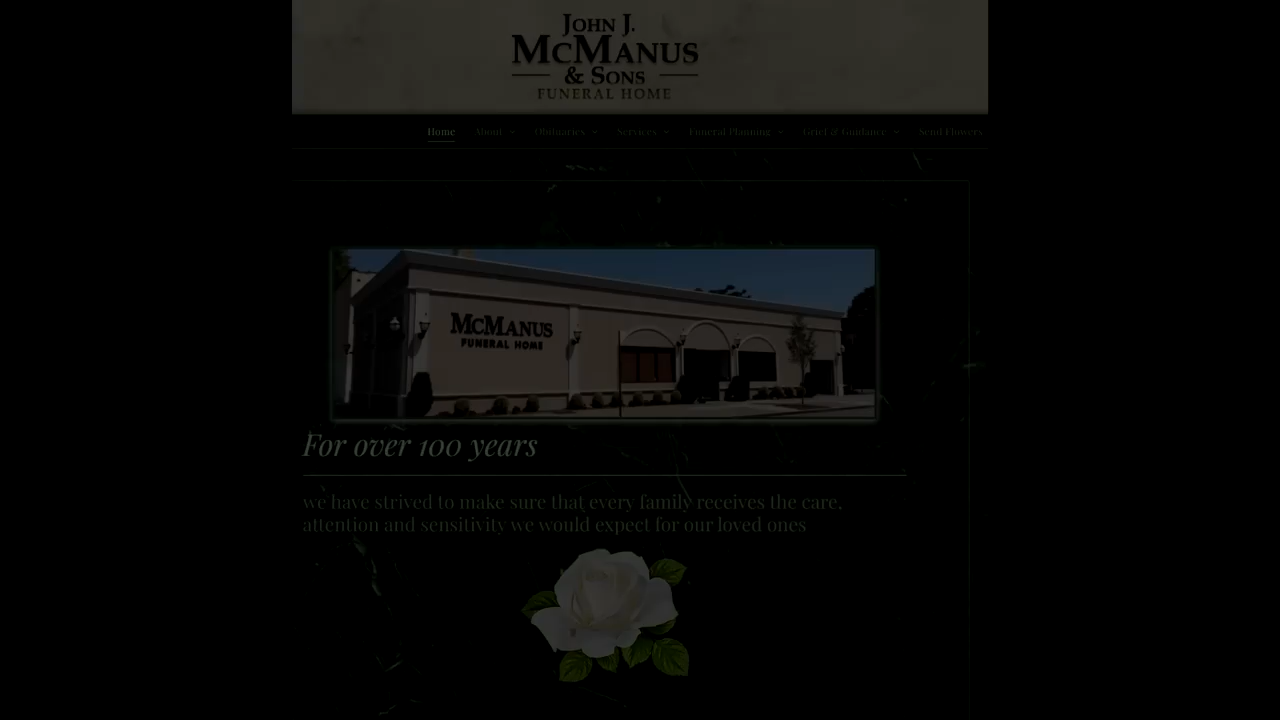 John J.
McManus
& Sons
FUNERAL HOME
Home About Obituaries Services Funeral Planning Grief & Guidance Send Flowers
McManus
FUNERAL HOME
For over 100 years
we have strived to make sure that every family receives the care,
attention and sensitivity we would expect for our loved ones